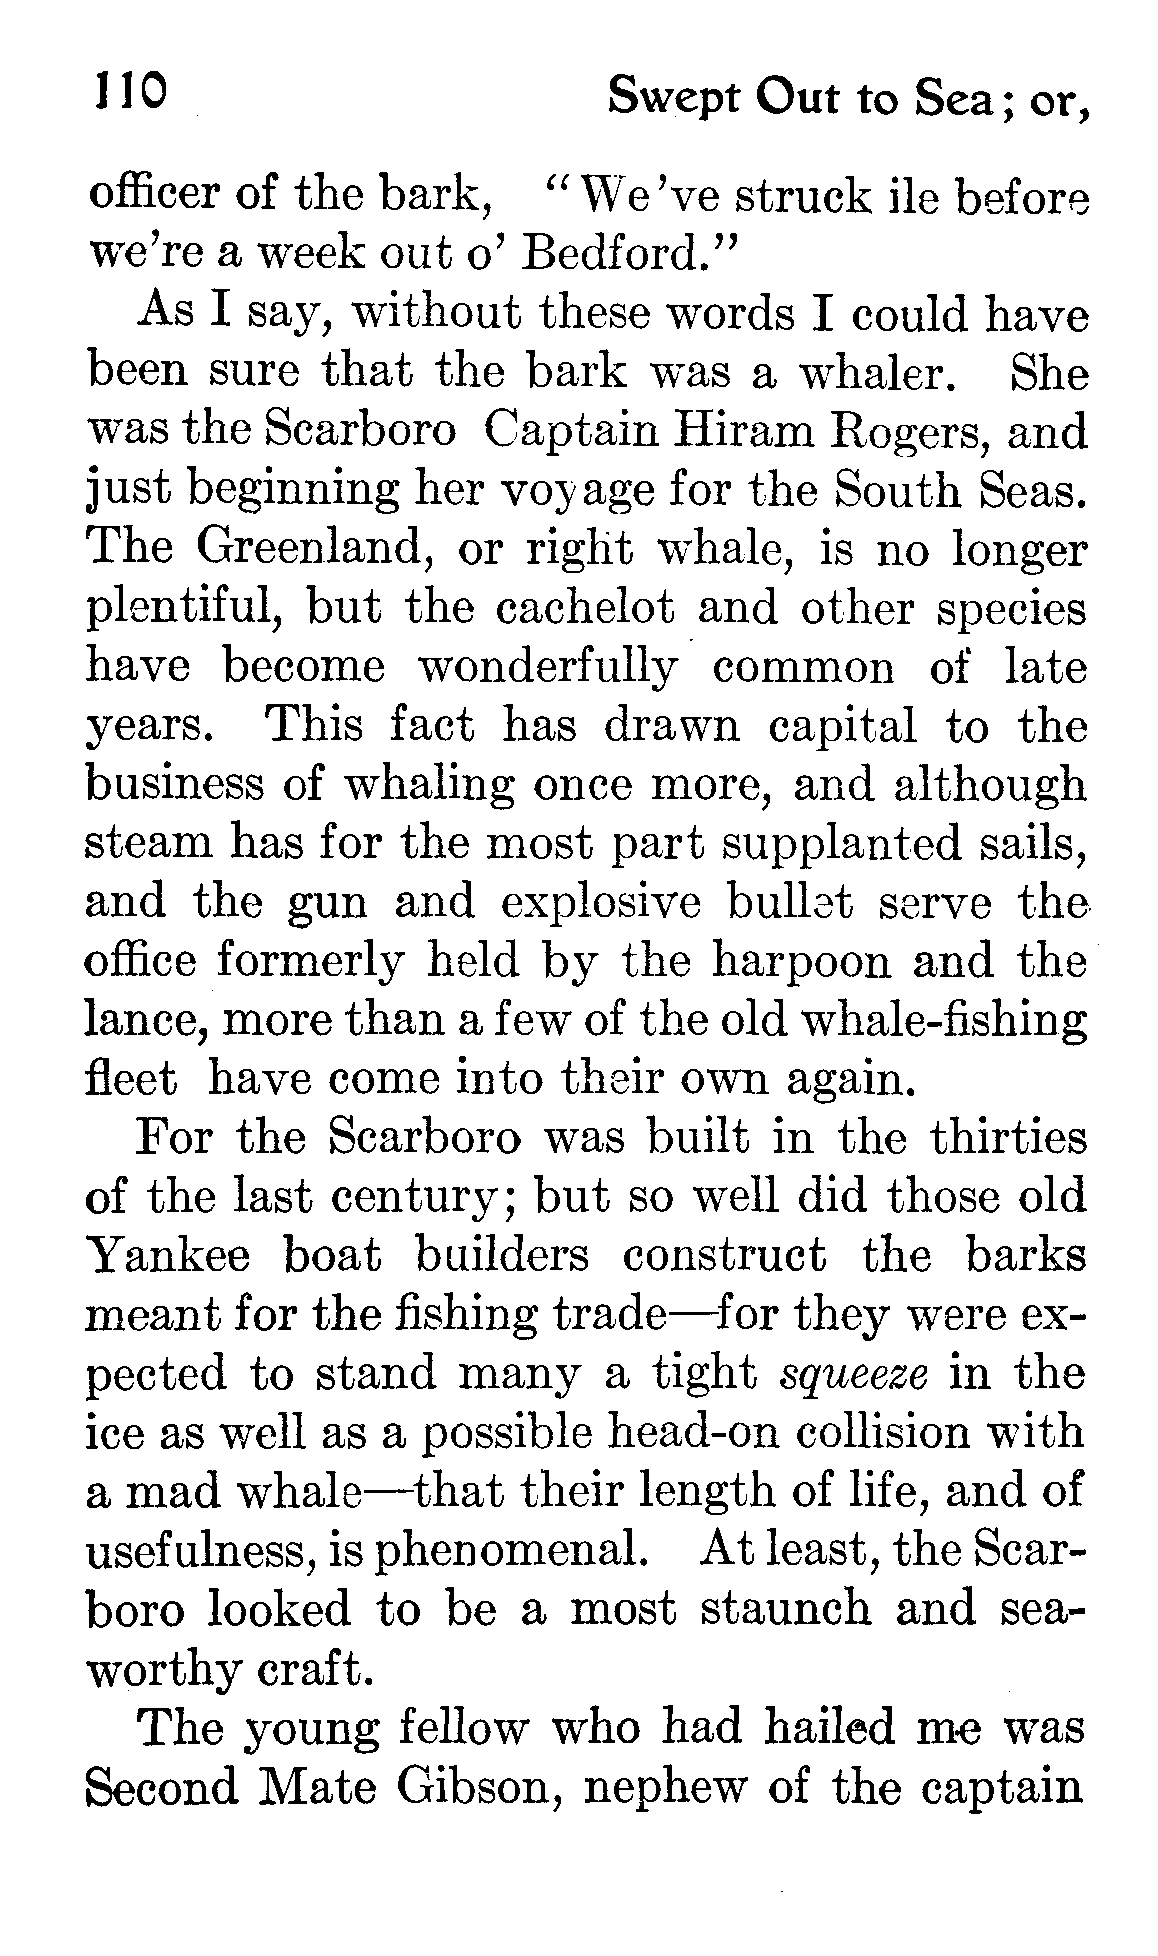 110 Swept Out to Sea; or,
officer of the bark, "We've struck ile before
we're a week out o' Bedford."
As I say, without these words I could have
been sure that the bark was a whaler. She
was the Scarboro Captain Hiram Rogers, and
just beginning her voyage for the South Seas.
The Greenland, or right whale, is no longer
plentiful, but the cachelot and other species
have become wonderfully common of late
years. This fact has drawn capital to the
business of whaling once more, and although
steam has for the most part supplanted sails,
and the gun and explosive bullet serve the
office formerly held by the harpoon and the
lance, more than a few of the old whale-fishing
fleet have come into their own again.
For the Scarboro was built in the thirties
of the last century; but so well did those old
Yankee boat builders construct the barks
meant for the fishing trade—for they were ex-
pected to stand many a tight squeeze in the
ice as well as a possible head-on collision with
a mad whale—that their length of life, and of
usefulness, is phenomenal. At least, the Scar-
boro looked to be a most staunch and sea-
worthy craft.
The young fellow who had hailed me was
Second Mate Gibson, nephew of the captain